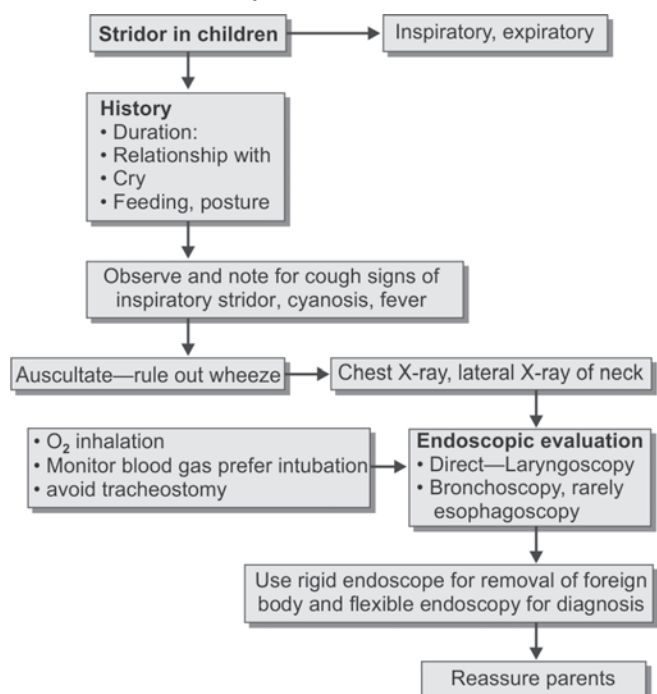 Stridor in children
Inspiratory, expiratory
History
• Duration:
• Relationship with
• Cry
• Feeding, posture
Observe and note for cough signs of
inspiratory stridor, cyanosis, fever
Auscultate—rule out wheeze
Chest X-ray, lateral X-ray of neck
• O₂ inhalation
• Monitor blood gas prefer intubation
• avoid tracheostomy
Endoscopic evaluation
• Direct—Laryngoscopy
• Bronchoscopy, rarely
esophagoscopy
Use rigid endoscope for removal of foreign
body and flexible endoscopy for diagnosis
Reassure parents